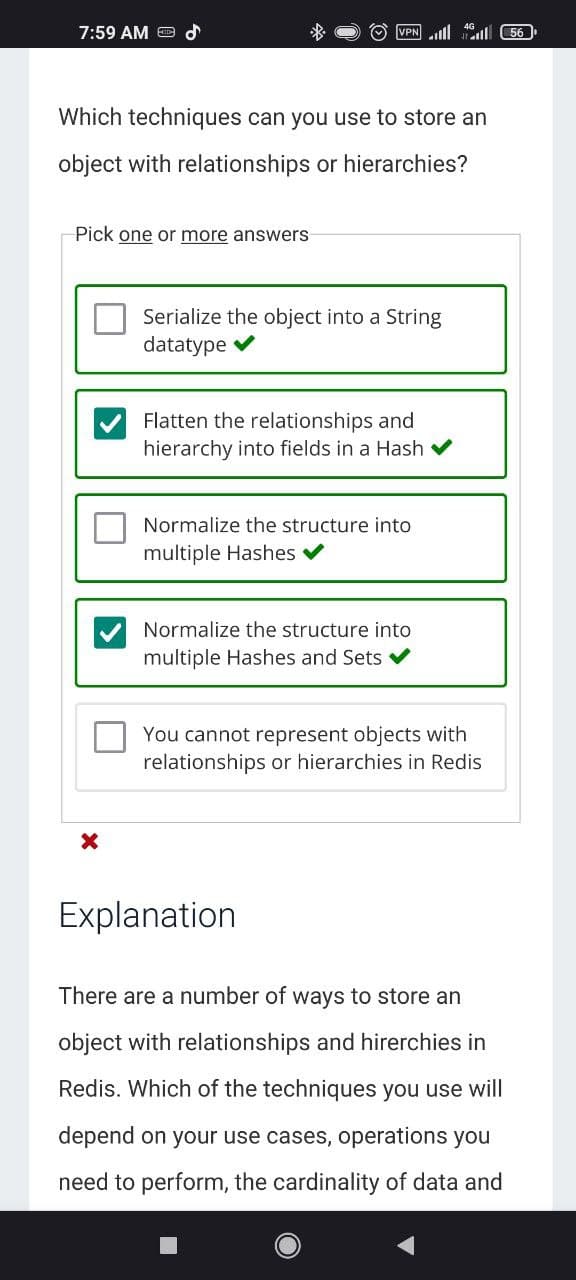 7:59 AM
VPN 4G 56
Which techniques can you use to store an
object with relationships or hierarchies?
Pick one or more answers
Serialize the object into a String
datatype
Flatten the relationships and
hierarchy into fields in a Hash
Normalize the structure into
multiple Hashes
Normalize the structure into
multiple Hashes and Sets
You cannot represent objects with
relationships or hierarchies in Redis
Explanation
There are a number of ways to store an
object with relationships and hirerchies in
Redis. Which of the techniques you use will
depend on your use cases, operations you
need to perform, the cardinality of data and